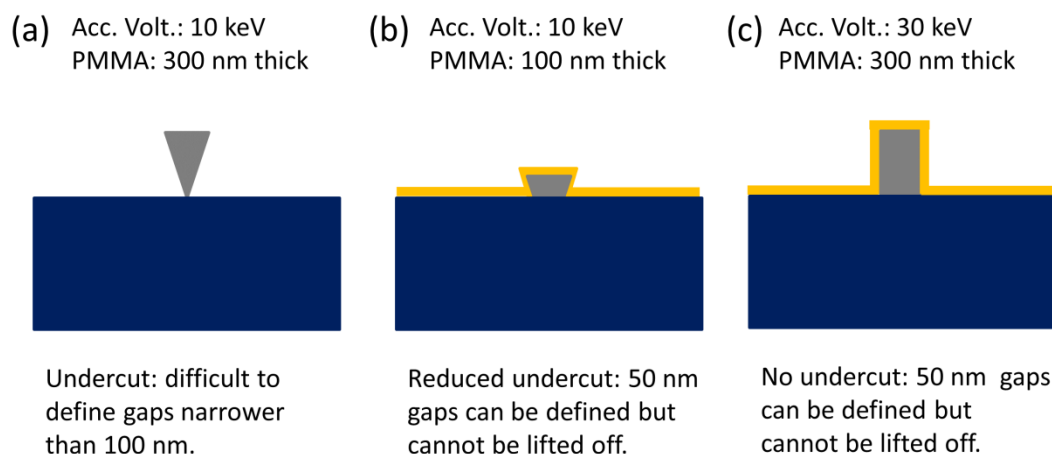 (a) Acc. Volt.: 10 keV
PMMA: 300 nm thick
(b) Acc. Volt.: 10 keV
PMMA: 100 nm thick
(c) Acc. Volt.: 30 keV
PMMA: 300 nm thick
Undercut: difficult to
define gaps narrower
than 100 nm.
Reduced undercut: 50 nm
gaps can be defined but
cannot be lifted off.
No undercut: 50 nm gaps
can be defined but
cannot be lifted off.